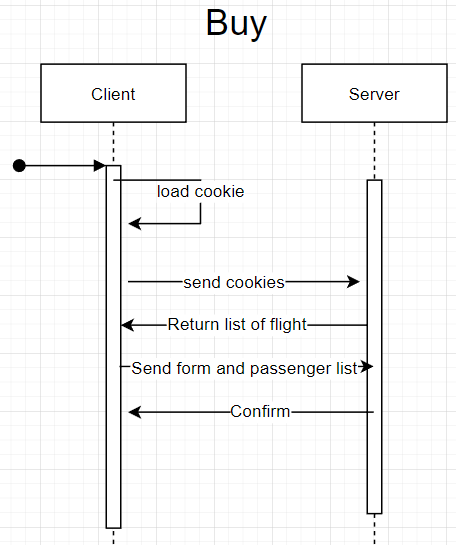 Buy
Client
Server
load cookie
send cookies
Return list of flight
Send form and passenger list
Confirm